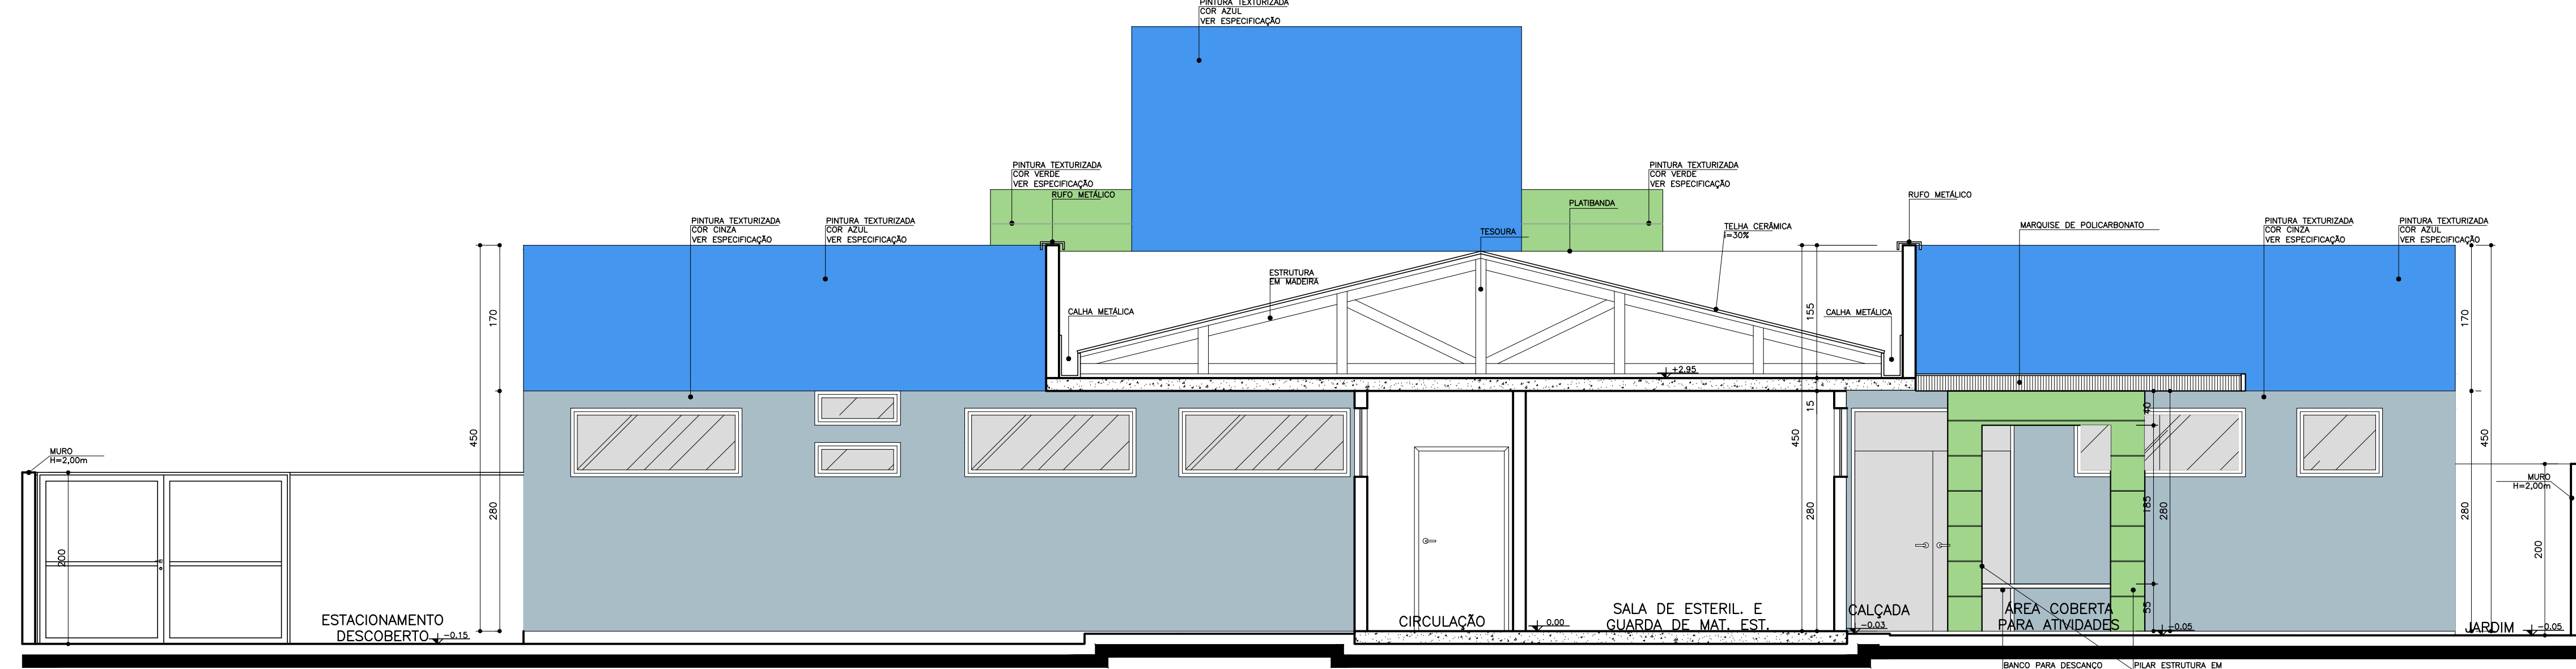 PINTURA TEXTURIZADA
COR AZUL
VER ESPECIFICAÇÃO
PINTURA TEXTURIZADA
COR VERDE
VER ESPECIFICAÇÃO
PINTURA TEXTURIZADA
COR VERDE
VER ESPECIFICAÇÃO
RUFO METÁLICO
RUFO METÁLICO
PLATIBANDA
PINTURA TEXTURIZADA
COR CINZA
VER ESPECIFICAÇÃO
PINTURA TEXTURIZADA
COR AZUL
VER ESPECIFICAÇÃO
TESOURA
TELHA CERÂMICA
i=30%
MARQUISE DE POLICARBONATO
PINTURA TEXTURIZADA
COR CINZA
VER ESPECIFICAÇÃO
PINTURA TEXTURIZADA
COR AZUL
VER ESPECIFICAÇÃO
ESTRUTURA
EM MADEIRA
CALHA METÁLICA
CALHA METÁLICA
170
155
170
+2.95
15
40
450
280
450
280
185
280
280
450
MURO
H=2,00m
MURO
H=2,00m
200
200
55
ESTACIONAMENTO
DESCOBERTO
-0.15
CIRCULAÇÃO
0.00
SALA DE ESTERIL. E
GUARDA DE MAT. EST.
CALÇADA
-0.03
ÁREA COBERTA
PARA ATIVIDADES
-0.05
JARDIM
-0.05
BANCO PARA DESCANÇO
PILAR ESTRUTURA EM